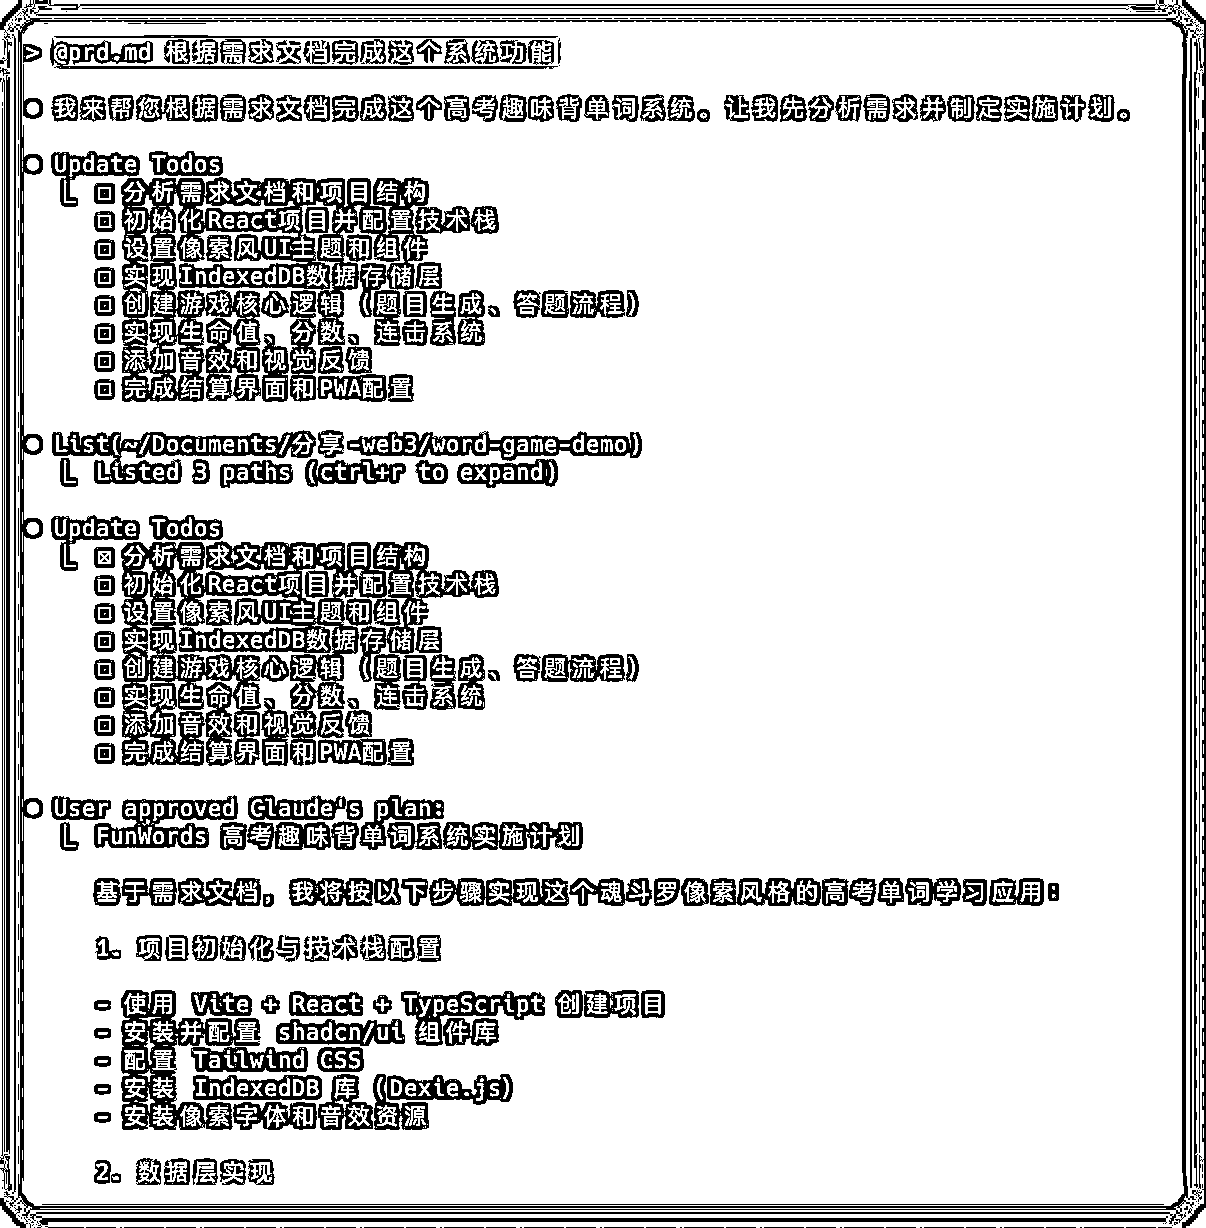 > @prd.md 根据需求文档完成这个系统功能
我来帮您根据需求文档完成这个高考趣味背单词系统。让我先分析需求并制定实施计划。
Update Todos
分析需求文档和项目结构
初始化React项目并配置技术栈
设置像素风UI主题和组件
实现IndexedDB数据存储层
创建游戏核心逻辑（题目生成、答题流程）
实现生命值、分数、连击系统
添加音效和视觉反馈
完成结算界面和PWA配置
List(~/Documents/分享-web3/word-game-demo)
Listed 3 paths (ctrl+r to expand)
Update Todos
分析需求文档和项目结构
初始化React项目并配置技术栈
设置像素风UI主题和组件
实现IndexedDB数据存储层
创建游戏核心逻辑（题目生成、答题流程）
实现生命值、分数、连击系统
添加音效和视觉反馈
完成结算界面和PWA配置
User approved Claude's plan:
FunWords 高考趣味背单词系统实施计划
基于需求文档，我将按以下步骤实现这个魂斗罗像素风格的高考单词学习应用：
1. 项目初始化与技术栈配置
- 使用 Vite + React + TypeScript 创建项目
- 安装并配置 shadcn/ui 组件库
- 配置 Tailwind CSS
- 安装 IndexedDB 库 (Dexie.js)
- 安装像素字体和音效资源
2. 数据层实现